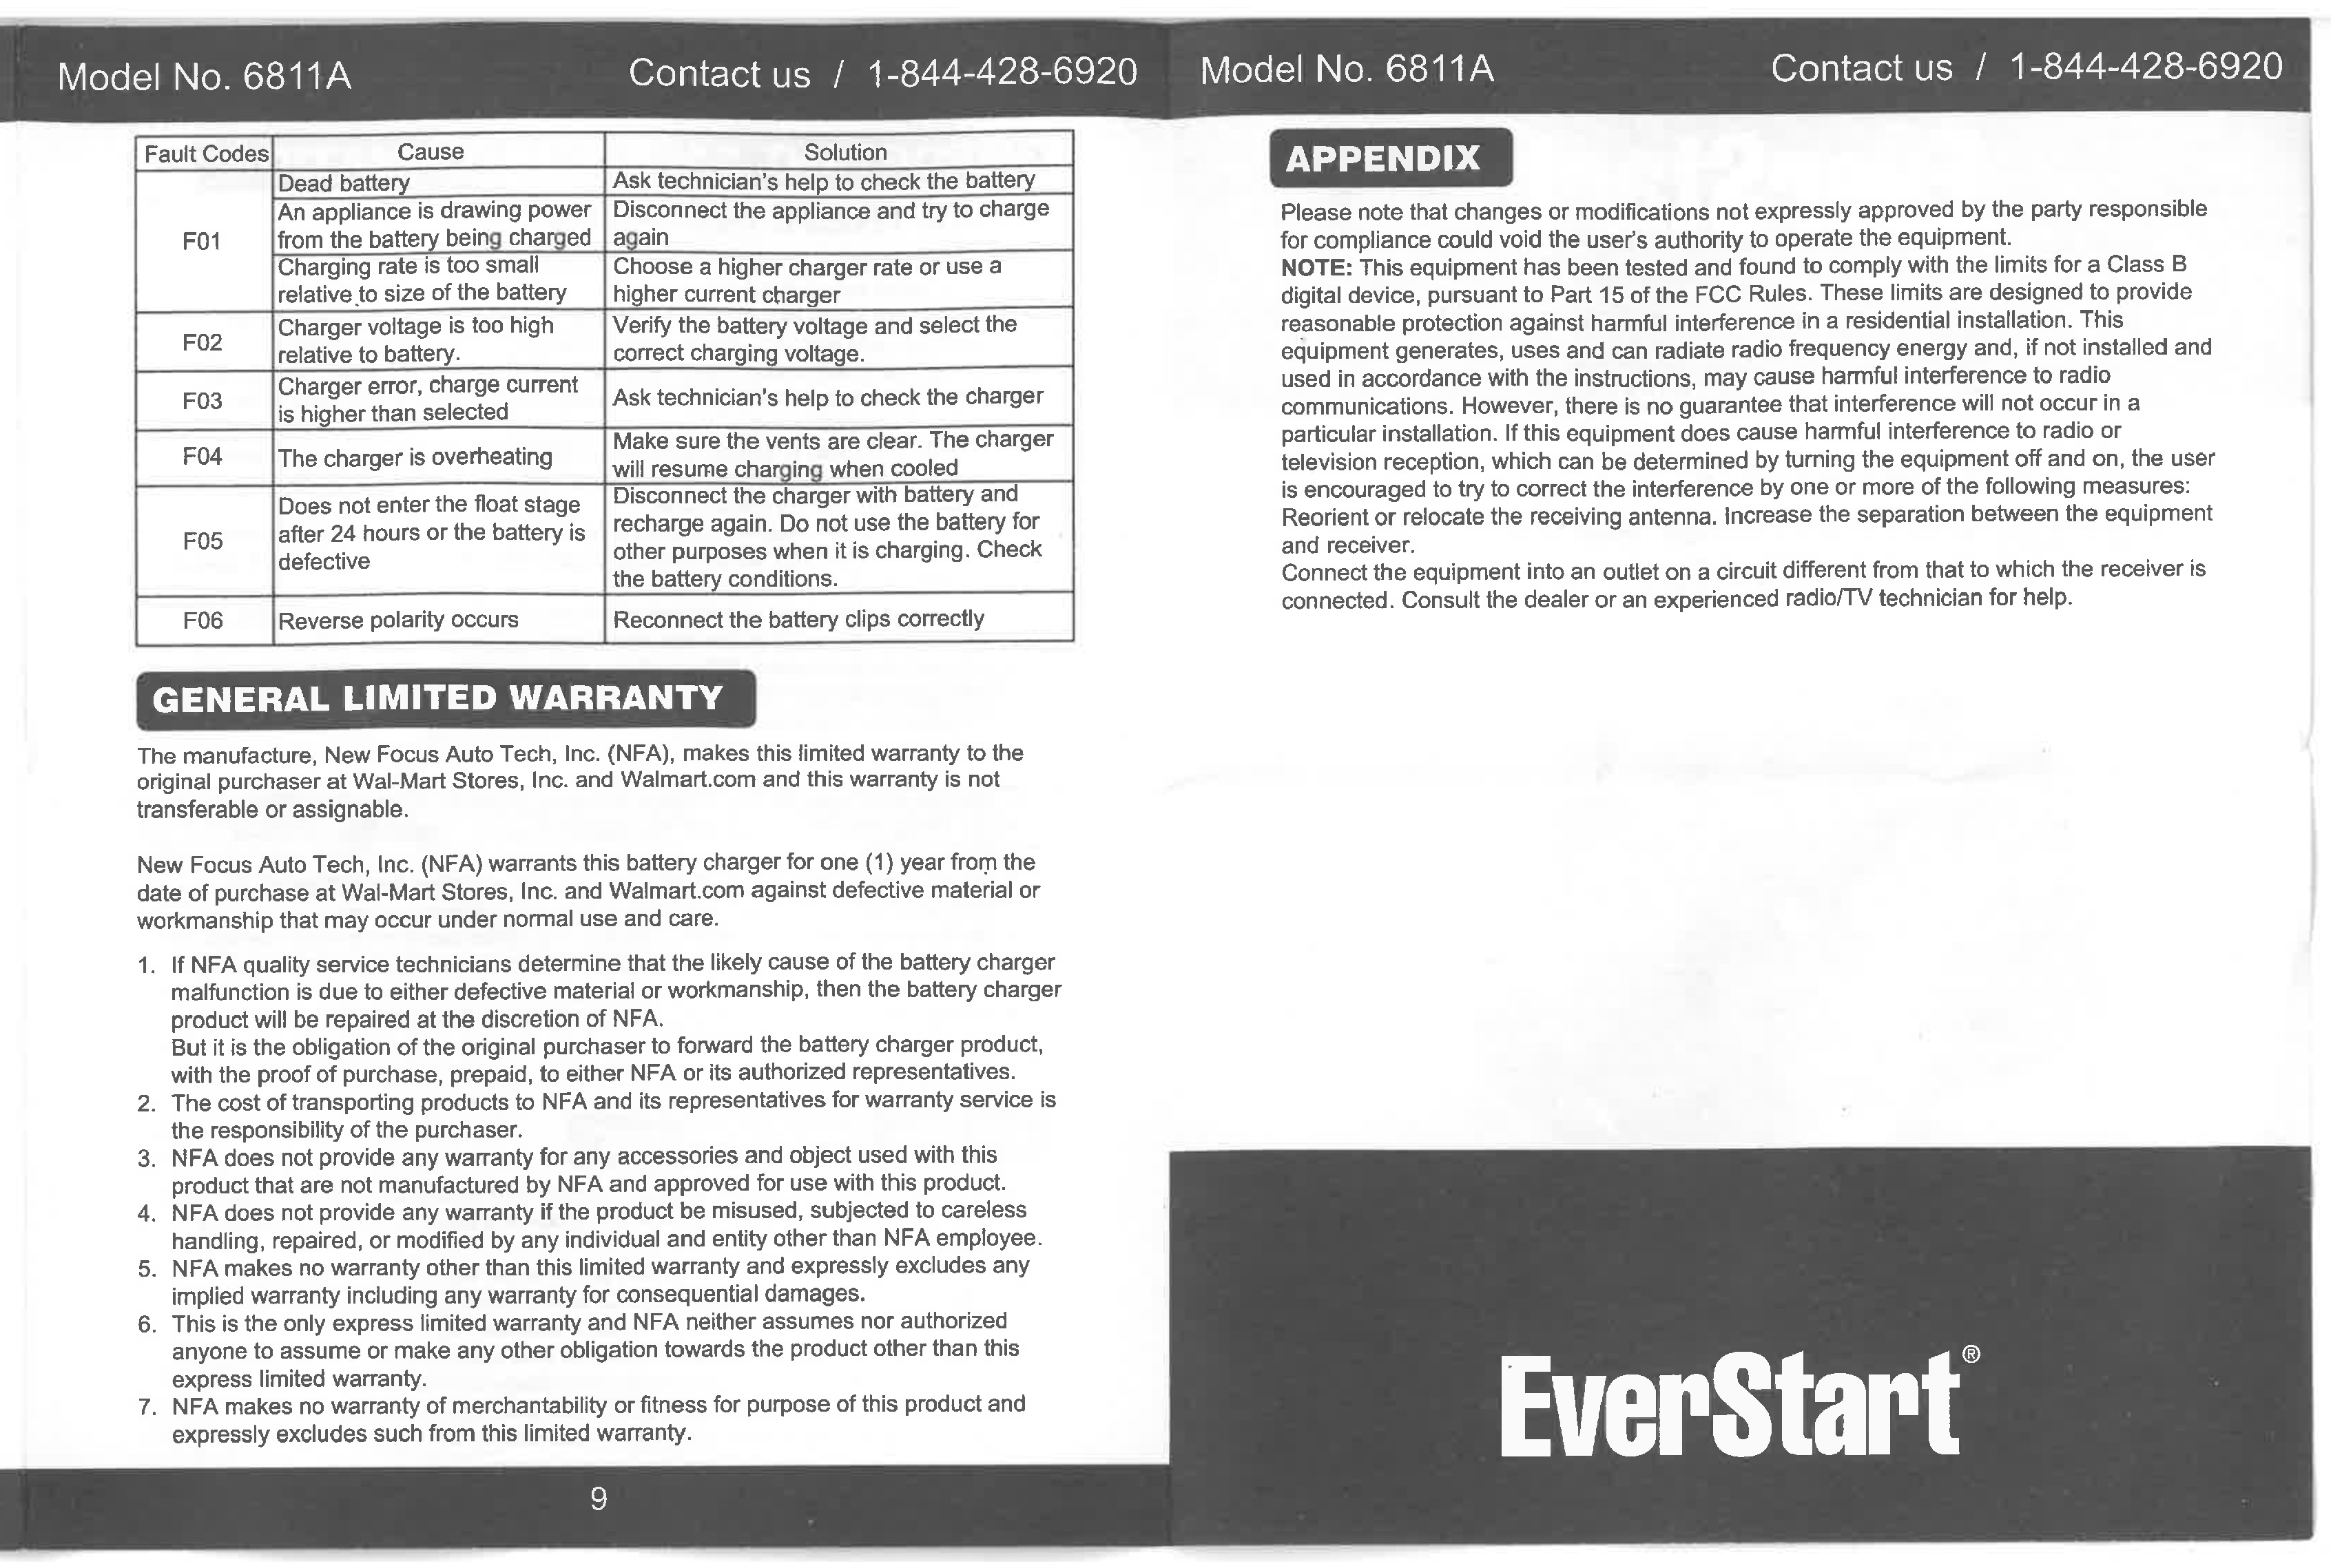 Model No. 6811A
Contact us / 1-844-428-6920
Fault Codes Cause Solution
F01
Dead battery
Ask technician's help to check the battery
An appliance is drawing power
from the battery being charged
Disconnect the appliance and try to charge
again
Charging rate is too small
relative to size of the battery
Choose a higher charger rate or use a
higher current charger
F02
Charger voltage is too high
relative to battery.
Verify the battery voltage and select the
correct charging voltage.
F03
Charger error, charge current
is higher than selected
Ask technician's help to check the charger
F04
The charger is overheating
Make sure the vents are clear. The charger
will resume charging when cooled
F05
Does not enter the float stage
after 24 hours or the battery is
defective
Disconnect the charger with battery and
recharge again. Do not use the battery for
other purposes when it is charging. Check
the battery conditions.
F06
Reverse polarity occurs
Reconnect the battery clips correctly
GENERAL LIMITED WARRANTY
The manufacture, New Focus Auto Tech, Inc. (NFA), makes this limited warranty to the
original purchaser at Wal-Mart Stores, Inc. and Walmart.com and this warranty is not
transferable or assignable.
New Focus Auto Tech, Inc. (NFA) warrants this battery charger for one (1) year from the
date of purchase at Wal-Mart Stores, Inc. and Walmart.com against defective material or
workmanship that may occur under normal use and care.
1. If NFA quality service technicians determine that the likely cause of the battery charger
malfunction is due to either defective material or workmanship, then the battery charger
product will be repaired at the discretion of NFA.
But it is the obligation of the original purchaser to forward the battery charger product,
with the proof of purchase, prepaid, to either NFA or its authorized representatives.
2. The cost of transporting products to NFA and its representatives for warranty service is
the responsibility of the purchaser.
3. NFA does not provide any warranty for any accessories and object used with this
product that are not manufactured by NFA and approved for use with this product.
4. NFA does not provide any warranty if the product be misused, subjected to careless
handling, repaired, or modified by any individual and entity other than NFA employee.
5. NFA makes no warranty other than this limited warranty and expressly excludes any
implied warranty including any warranty for consequential damages.
6. This is the only express limited warranty and NFA neither assumes nor authorized
anyone to assume or make any other obligation towards the product other than this
express limited warranty.
7. NFA makes no warranty of merchantability or fitness for purpose of this product and
expressly excludes such from this limited warranty.
9
Model No. 6811A
Contact us / 1-844-428-6920
APPENDIX
Please note that changes or modifications not expressly approved by the party responsible
for compliance could void the user's authority to operate the equipment.
NOTE: This equipment has been tested and found to comply with the limits for a Class B
digital device, pursuant to Part 15 of the FCC Rules. These limits are designed to provide
reasonable protection against harmful interference in a residential installation. This
equipment generates, uses and can radiate radio frequency energy and, if not installed and
used in accordance with the instructions, may cause harmful interference to radio
communications. However, there is no guarantee that interference will not occur in a
particular installation. If this equipment does cause harmful interference to radio or
television reception, which can be determined by turning the equipment off and on, the user
is encouraged to try to correct the interference by one or more of the following measures:
Reorient or relocate the receiving antenna. Increase the separation between the equipment
and receiver.
Connect the equipment into an outlet on a circuit different from that to which the receiver is
connected. Consult the dealer or an experienced radio/TV technician for help.
EverStart®